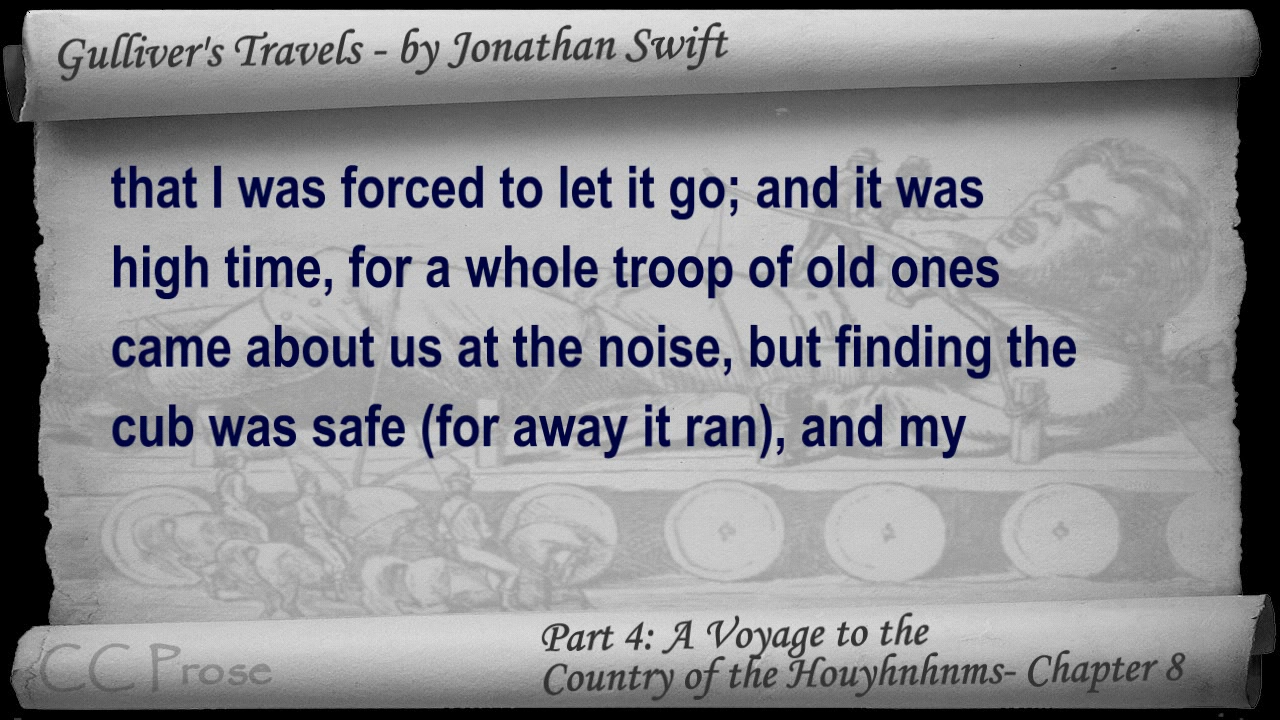 Gulliver's Travels - by Jonathan Swift
that I was forced to let it go; and it was
high time, for a whole troop of old ones
came about us at the noise, but finding the
cub was safe (for away it ran), and my
Part 4: A Voyage to the
Country of the Houyhnhnms- Chapter 8
CC Prose